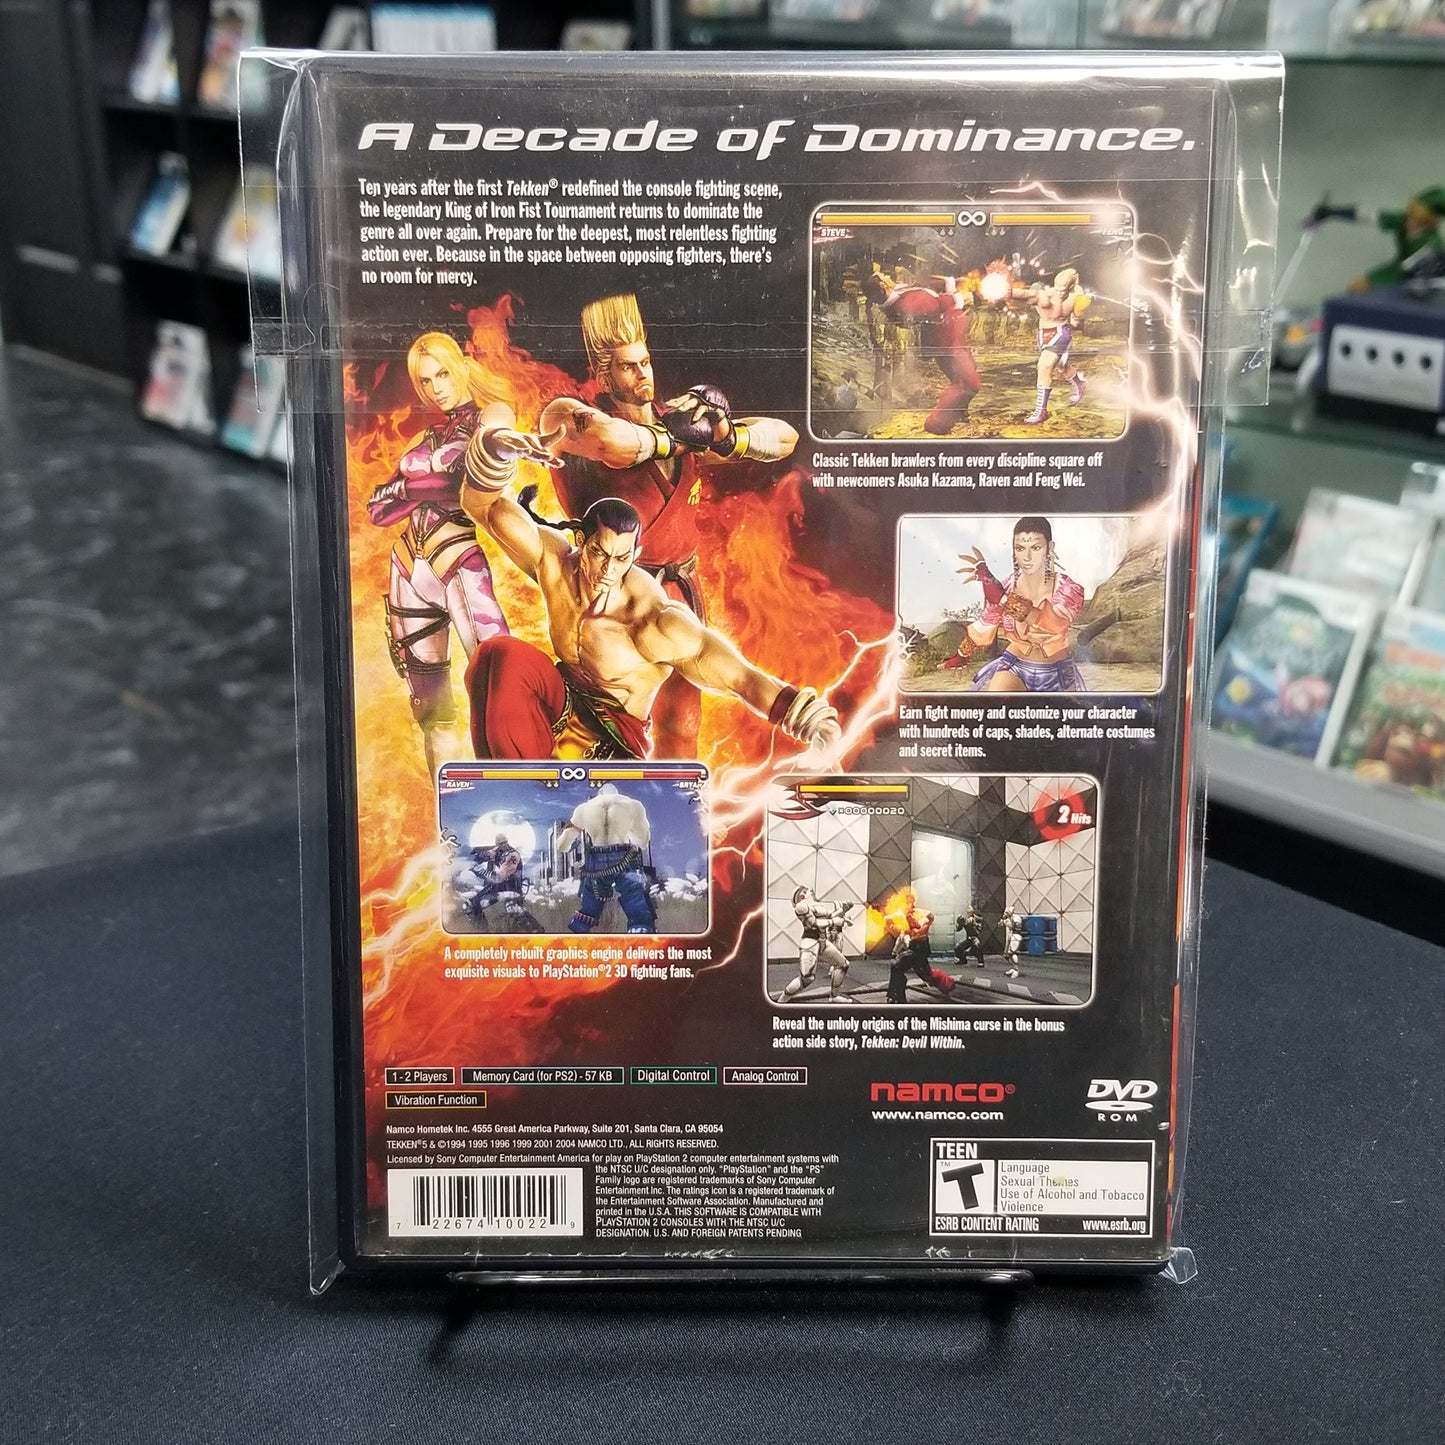 A Decade of Dominance.
Ten years after the first Tekken® redefined the console fighting scene,
the legendary King of Iron Fist Tournament returns to dominate the
genre all over again. Prepare for the deepest, most relentless fighting
action ever. Because in the space between opposing fighters, there's
no room for mercy.
STEVE
FENG
Classic Tekken brawlers from every discipline square off
with newcomers Asuka Kazama, Raven and Feng Wei.
Earn fight money and customize your character
with hundreds of caps, shades, alternate costumes
and secret items.
RAVEN
BRYAN
A completely rebuilt graphics engine delivers the most
exquisite visuals to PlayStation®2 3D fighting fans.
×00000020
2 Hits
Reveal the unholy origins of the Mishima curse in the bonus
action side story, Tekken: Devil Within.
1 - 2 Players
Memory Card (for PS2) - 57 KB
Digital Control
Analog Control
Vibration Function
namco®
www.namco.com
DVD
ROM
Namco Hometek Inc. 4555 Great America Parkway, Suite 201, Santa Clara, CA 95054
TEKKEN®5 & ©1994 1995 1996 1999 2001 2004 NAMCO LTD., ALL RIGHTS RESERVED.
Licensed by Sony Computer Entertainment America for play on PlayStation 2 computer entertainment systems with
the NTSC U/C designation only. "PlayStation" and the "PS"
Family logo are registered trademarks of Sony Computer
Entertainment Inc. The ratings icon is a registered trademark of
the Entertainment Software Association. Manufactured and
printed in the U.S.A. THIS SOFTWARE IS COMPATIBLE WITH
PLAYSTATION 2 CONSOLES WITH THE NTSC U/C
DESIGNATION. U.S. AND FOREIGN PATENTS PENDING
7 22674 10022 9
TEEN
T
TM
Language
Sexual Themes
Use of Alcohol and Tobacco
Violence
ESRB CONTENT RATING
www.esrb.org